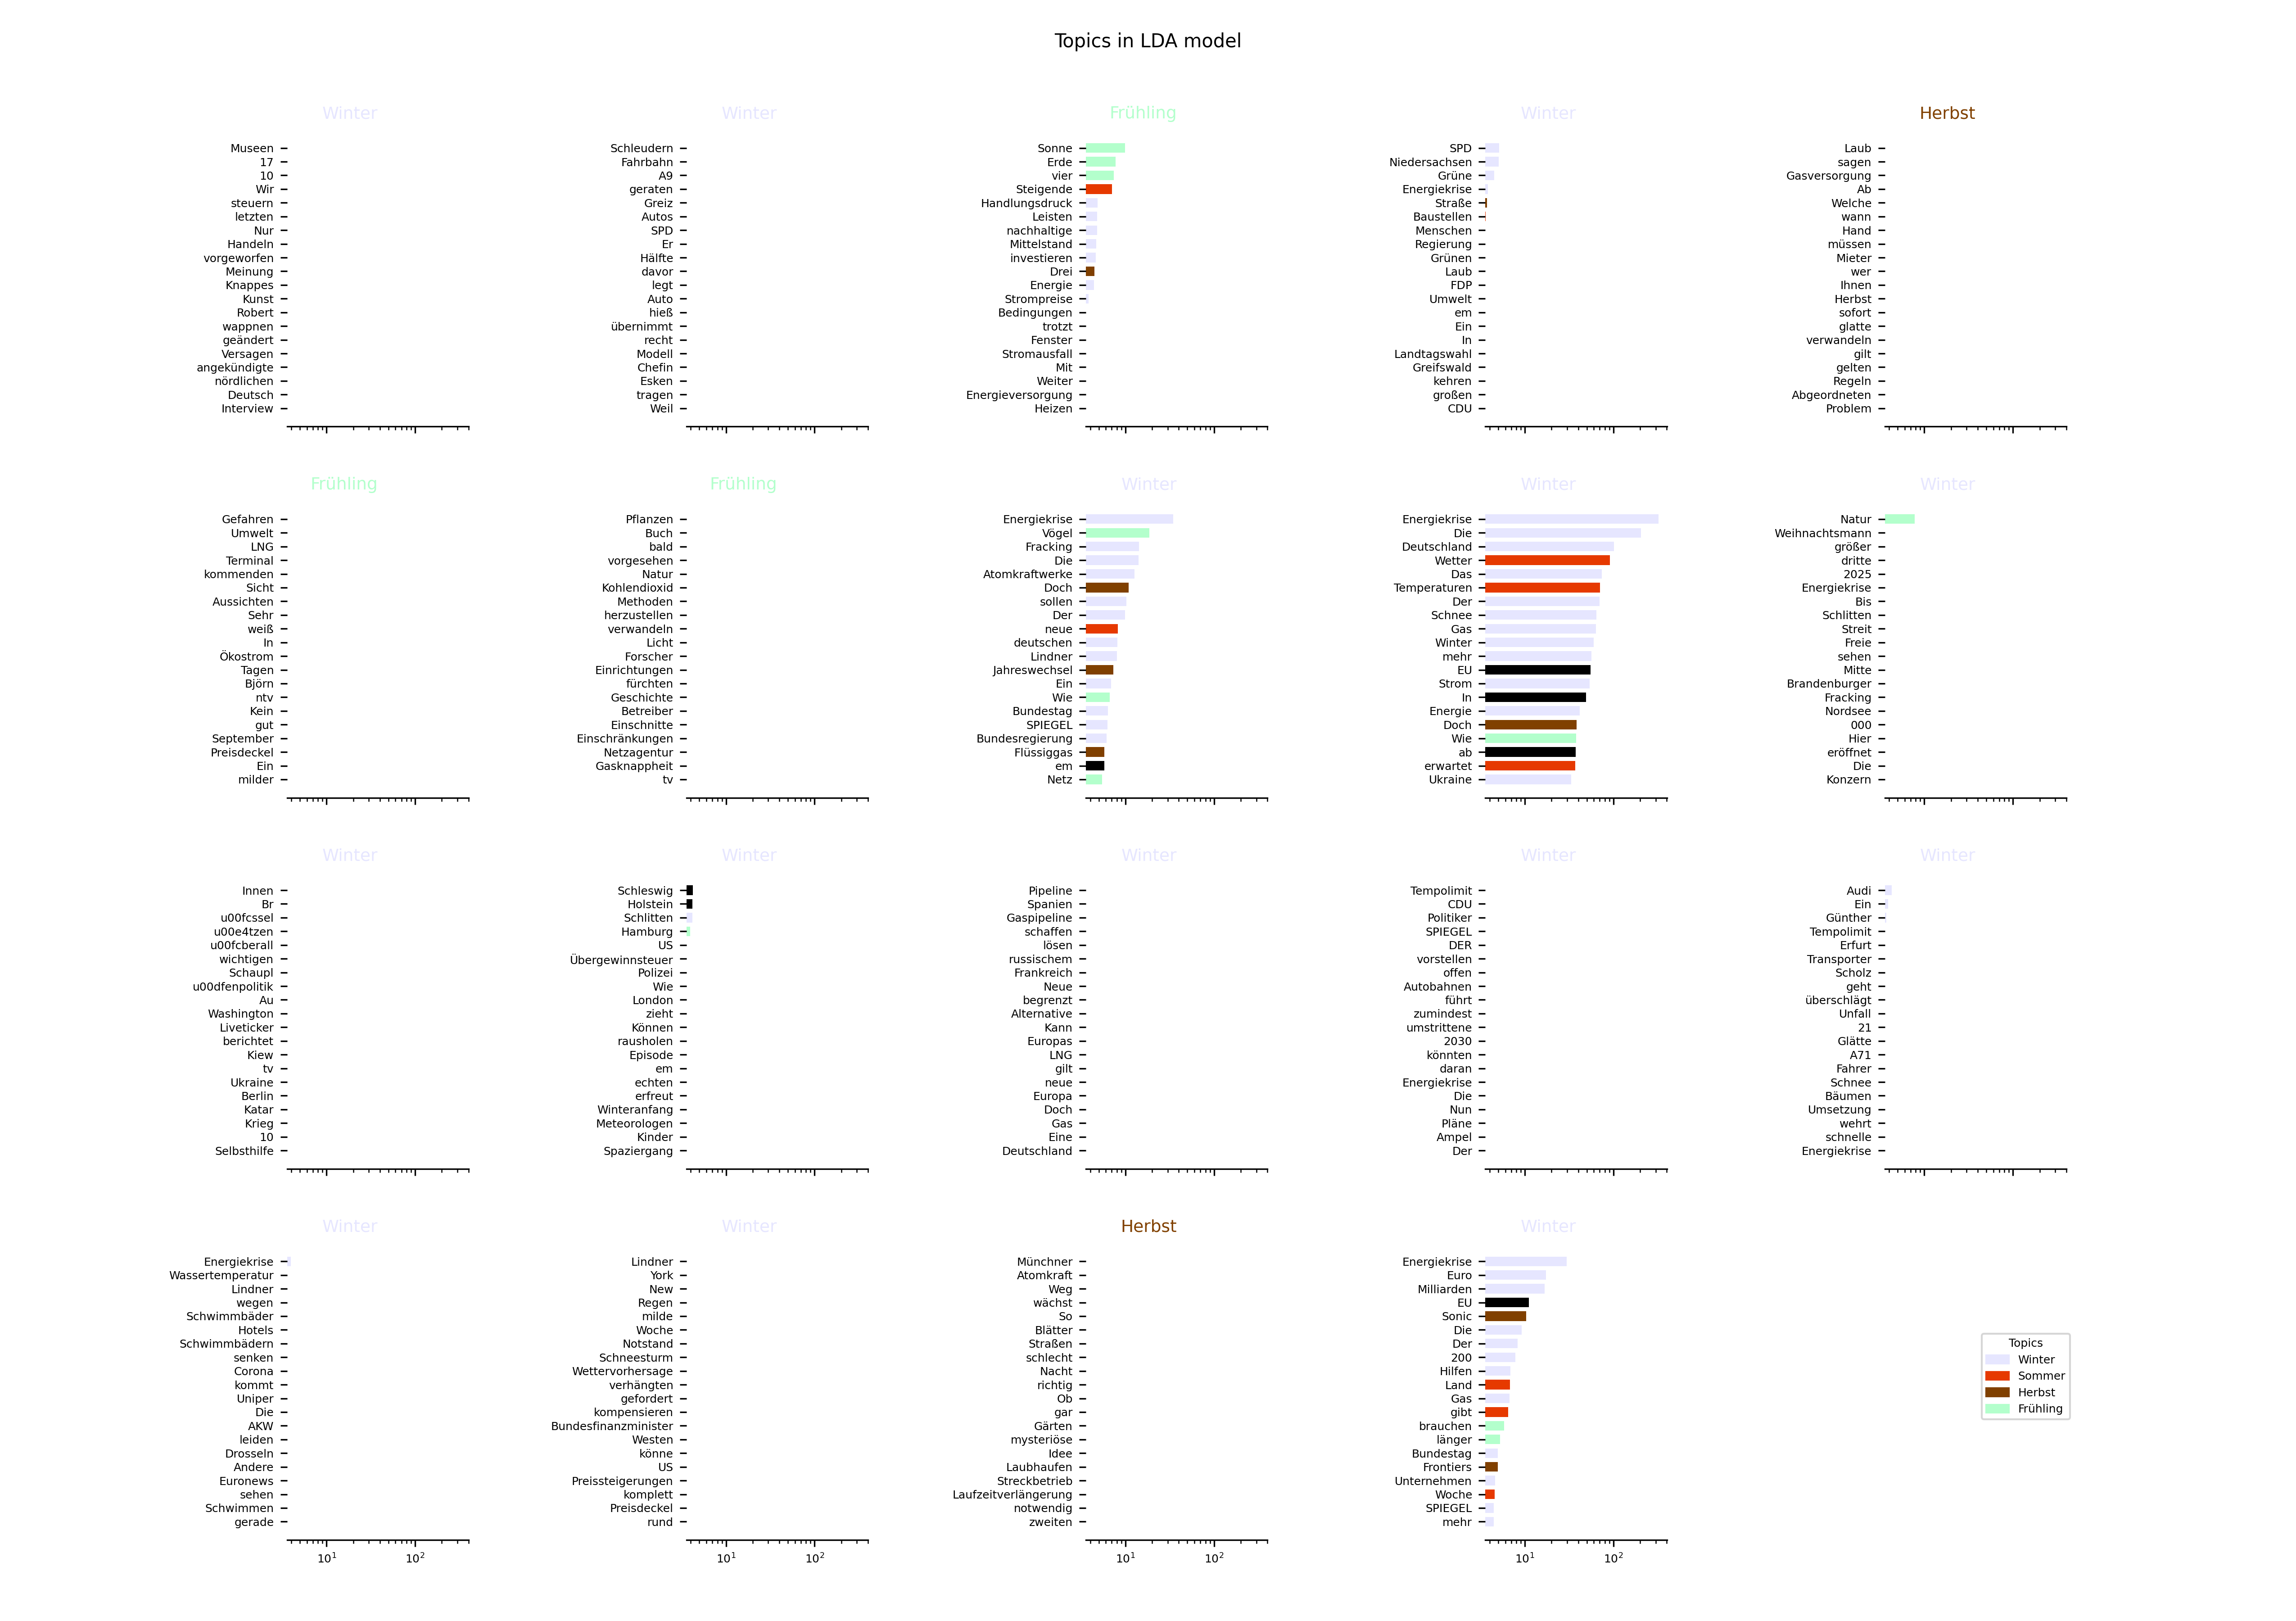 Topics in LDA model
Winter
Museen
17
10
Wir
steuern
letzten
Nur
Handeln
vorgeworfen
Meinung
Knappes
Kunst
Robert
wappnen
geändert
Versagen
angekündigte
nördlichen
Deutsch
Interview
Winter
Schleudern
Fahrbahn
A9
geraten
Greiz
Autos
SPD
Er
Hälfte
davor
legt
Auto
hieß
übernimmt
recht
Modell
Chefin
Esken
tragen
Weil
Frühling
Sonne
Erde
vier
Steigende
Handlungsdruck
Leisten
nachhaltige
Mittelstand
investieren
Drei
Energie
Strompreise
Bedingungen
trotzt
Fenster
Stromausfall
Mit
Weiter
Energieversorgung
Heizen
Winter
SPD
Niedersachsen
Grüne
Energiekrise
Straße
Baustellen
Menschen
Regierung
Grünen
Laub
FDP
Umwelt
em
Ein
In
Landtagswahl
Greifswald
kehren
großen
CDU
Herbst
Laub
sagen
Gasversorgung
Ab
Welche
wann
Hand
müssen
Mieter
wer
Ihnen
Herbst
sofort
glatte
verwandeln
gilt
gelten
Regeln
Abgeordneten
Problem
Frühling
Gefahren
Umwelt
LNG
Terminal
kommenden
Sicht
Aussichten
Sehr
weiß
In
Ökostrom
Tagen
Björn
ntv
Kein
gut
September
Preisdeckel
Ein
milder
Frühling
Pflanzen
Buch
bald
vorgesehen
Natur
Kohlendioxid
Methoden
herzustellen
verwandeln
Licht
Forscher
Einrichtungen
fürchten
Geschichte
Betreiber
Einschnitte
Einschränkungen
Netzagentur
Gasknappheit
tv
Winter
Energiekrise
Vögel
Fracking
Die
Atomkraftwerke
Doch
sollen
Der
neue
deutschen
Lindner
Jahreswechsel
Ein
Wie
Bundestag
SPIEGEL
Bundesregierung
Flüssiggas
em
Netz
Winter
Energiekrise
Die
Deutschland
Wetter
Das
Temperaturen
Der
Schnee
Gas
Winter
mehr
EU
Strom
In
Energie
Doch
Wie
ab
erwartet
Ukraine
Winter
Natur
Weihnachtsmann
größer
dritte
2025
Energiekrise
Bis
Schlitten
Streit
Freie
sehen
Mitte
Brandenburger
Fracking
Nordsee
000
Hier
eröffnet
Die
Konzern
Winter
Innen
Br
u00fcssel
u00e4tzen
u00fcberall
wichtigen
Schaupl
u00dfenpolitik
Au
Washington
Liveticker
berichtet
Kiew
tv
Ukraine
Berlin
Katar
Krieg
10
Selbsthilfe
Winter
Schleswig
Holstein
Schlitten
Hamburg
US
Übergewinnsteuer
Polizei
Wie
London
zieht
Können
rausholen
Episode
em
echten
erfreut
Winteranfang
Meteorologen
Kinder
Spaziergang
Winter
Pipeline
Spanien
Gaspipeline
schaffen
lösen
russischem
Frankreich
Neue
begrenzt
Alternative
Kann
Europas
LNG
gilt
neue
Europa
Doch
Gas
Eine
Deutschland
Winter
Tempolimit
CDU
Politiker
SPIEGEL
DER
vorstellen
offen
Autobahnen
führt
zumindest
umstrittene
2030
könnten
daran
Energiekrise
Die
Nun
Pläne
Ampel
Der
Winter
Audi
Ein
Günther
Tempolimit
Erfurt
Transporter
Scholz
geht
überschlägt
Unfall
21
Glätte
A71
Fahrer
Schnee
Bäumen
Umsetzung
wehrt
schnelle
Energiekrise
Winter
Energiekrise
Wassertemperatur
Lindner
wegen
Schwimmbäder
Hotels
Schwimmbädern
senken
Corona
kommt
Uniper
Die
AKW
leiden
Drosseln
Andere
Euronews
sehen
Schwimmen
gerade
10¹ 10²
Winter
Lindner
York
New
Regen
milde
Woche
Notstand
Schneesturm
Wettervorhersage
verhängten
gefordert
kompensieren
Bundesfinanzminister
Westen
könne
US
Preissteigerungen
komplett
Preisdeckel
rund
10¹ 10²
Herbst
Münchner
Atomkraft
Weg
wächst
So
Blätter
Straßen
schlecht
Nacht
richtig
Ob
gar
Gärten
mysteriöse
Idee
Laubhaufen
Streckbetrieb
Laufzeitverlängerung
notwendig
zweiten
10¹ 10²
Winter
Energiekrise
Euro
Milliarden
EU
Sonic
Die
Der
200
Hilfen
Land
Gas
gibt
brauchen
länger
Bundestag
Frontiers
Unternehmen
Woche
SPIEGEL
mehr
10¹ 10²
Topics
Winter
Sommer
Herbst
Frühling